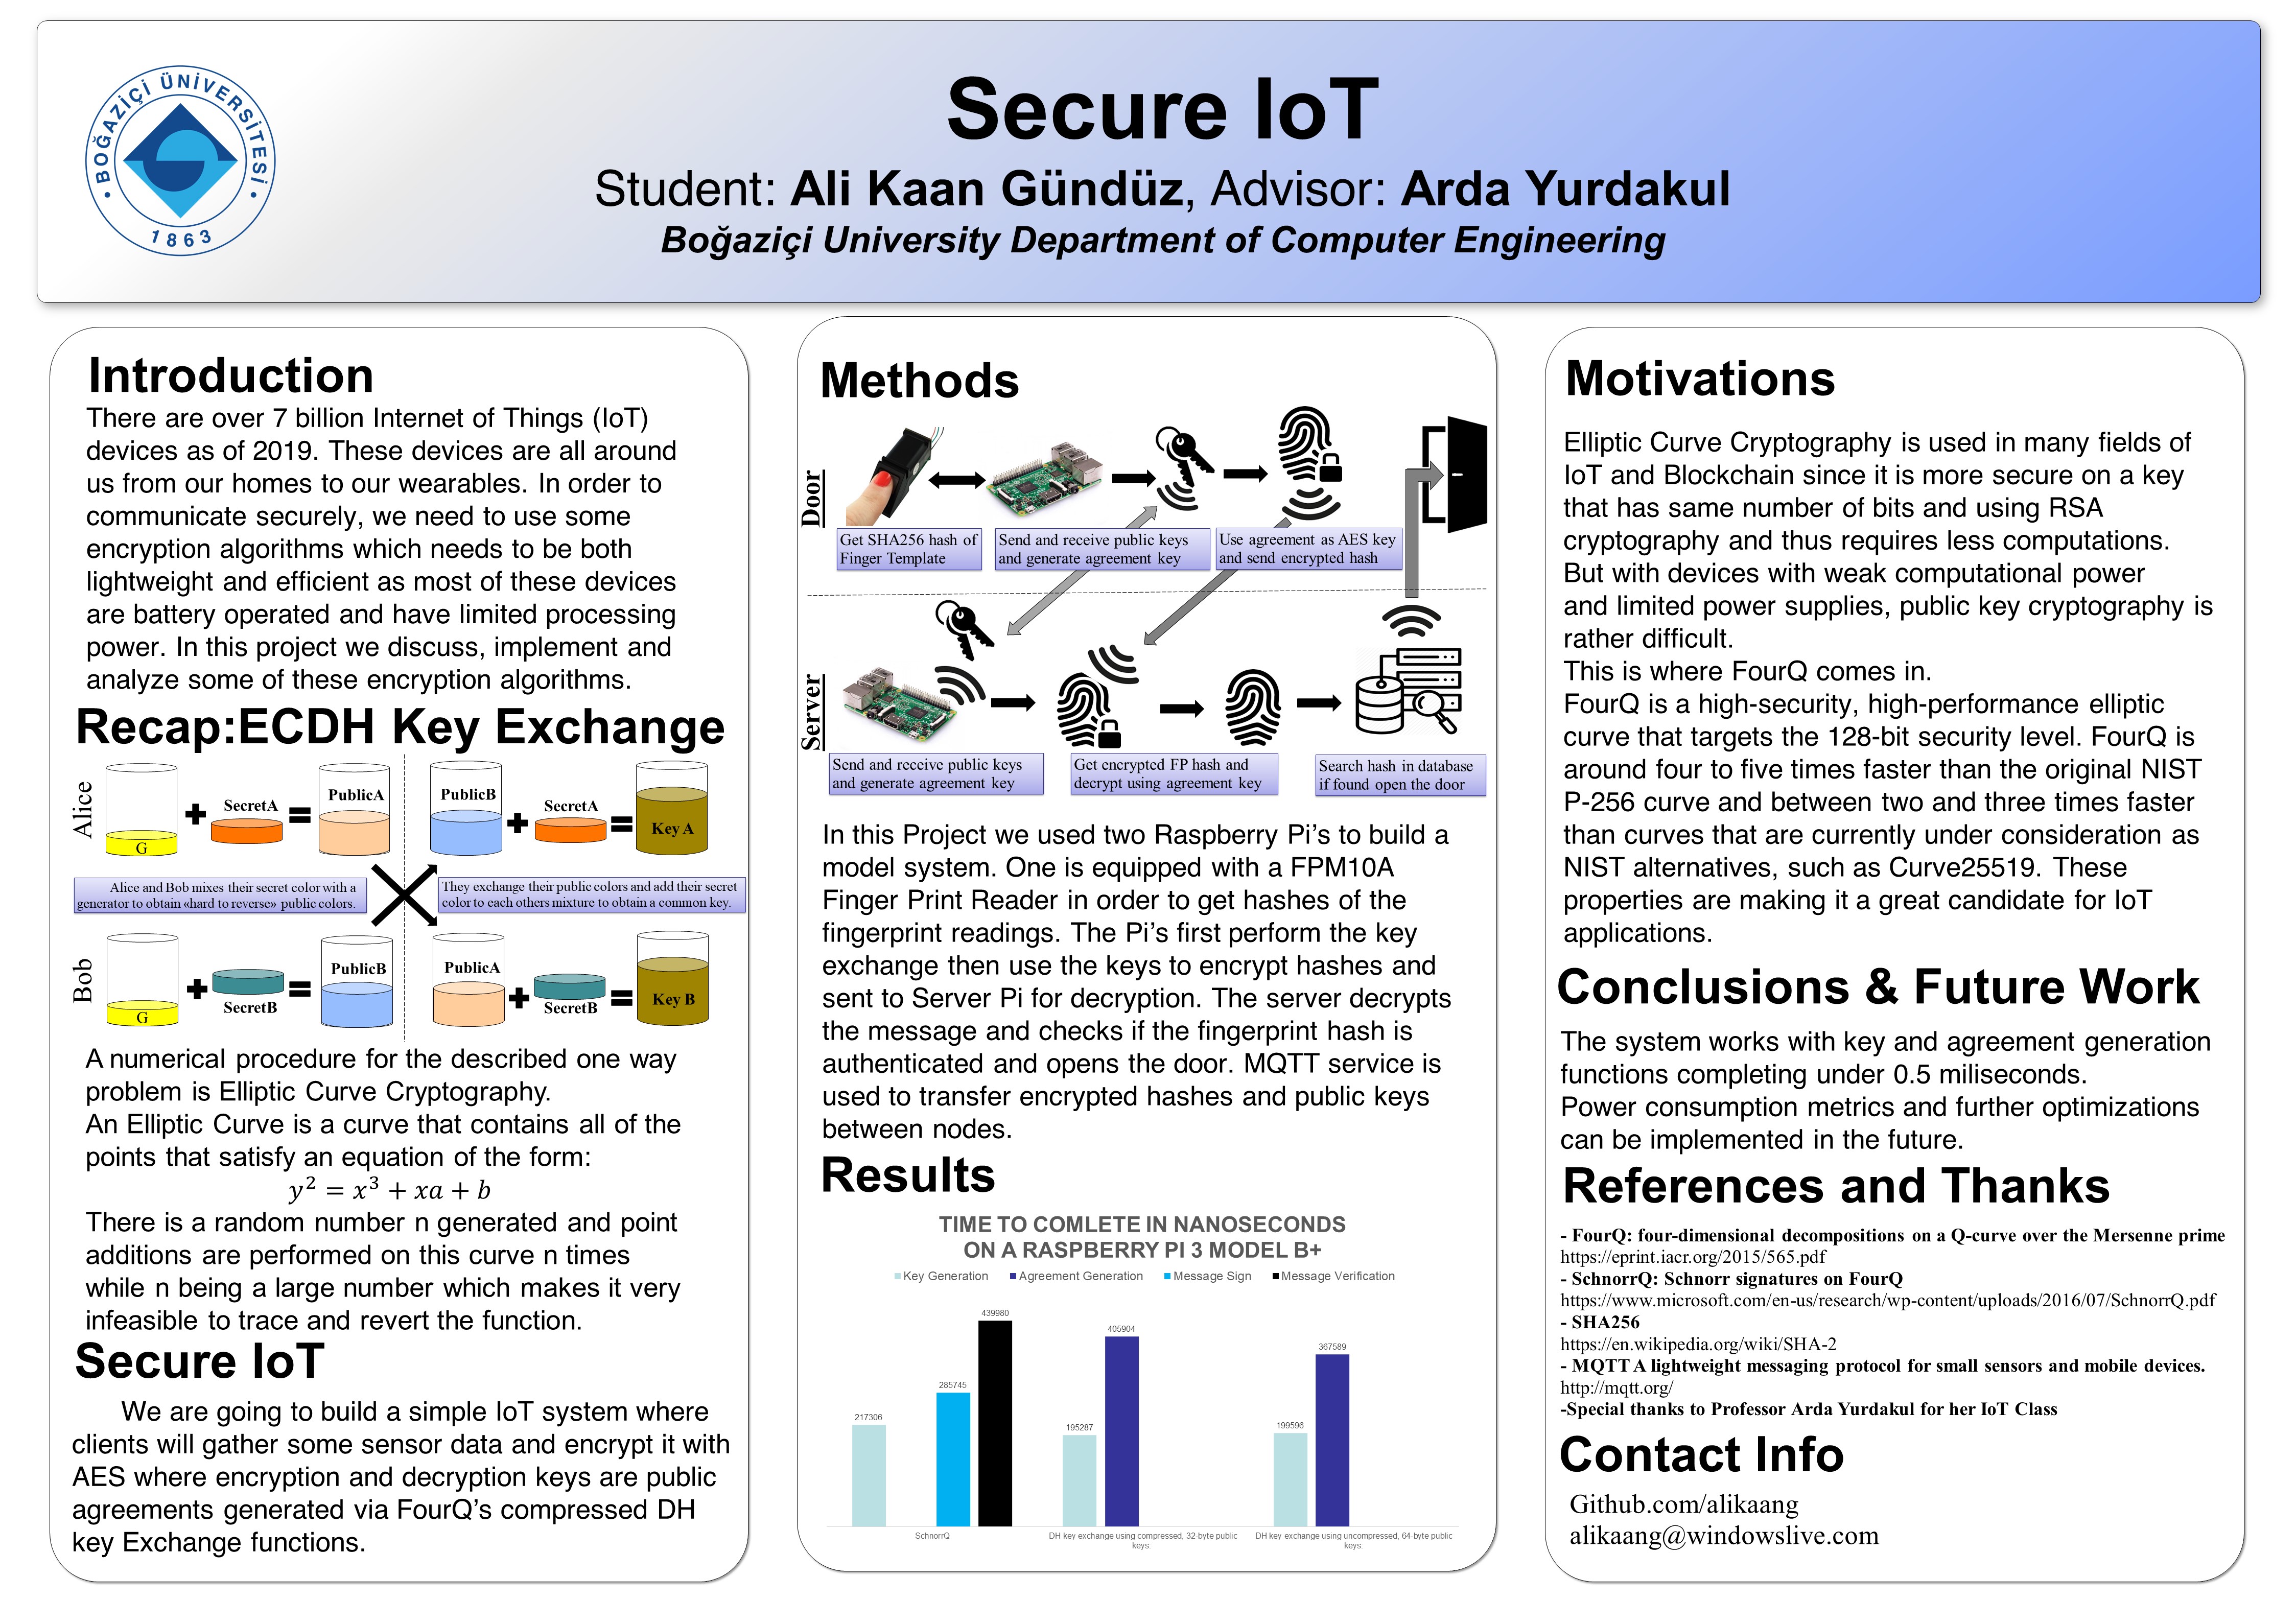 BOĞAZİÇİ ÜNİVERSİTESİ
1863
Secure IoT
Student: Ali Kaan Gündüz, Advisor: Arda Yurdakul
Boğaziçi University Department of Computer Engineering
Introduction
There are over 7 billion Internet of Things (IoT)
devices as of 2019. These devices are all around
us from our homes to our wearables. In order to
communicate securely, we need to use some
encryption algorithms which needs to be both
lightweight and efficient as most of these devices
are battery operated and have limited processing
power. In this project we discuss, implement and
analyze some of these encryption algorithms.
Recap:ECDH Key Exchange
Alice
G
SecretA
PublicA
PublicB
SecretA
Key A
Alice and Bob mixes their secret color with a
generator to obtain «hard to reverse» public colors.
They exchange their public colors and add their secret
color to each others mixture to obtain a common key.
Bob
G
SecretB
PublicB
PublicA
SecretB
Key B
A numerical procedure for the described one way
problem is Elliptic Curve Cryptography.
An Elliptic Curve is a curve that contains all of the
points that satisfy an equation of the form:
y² = x³ + xa + b
There is a random number n generated and point
additions are performed on this curve n times
while n being a large number which makes it very
infeasible to trace and revert the function.
Secure IoT
We are going to build a simple IoT system where
clients will gather some sensor data and encrypt it with
AES where encryption and decryption keys are public
agreements generated via FourQ's compressed DH
key Exchange functions.
Methods
Door
Get SHA256 hash of
Finger Template
Send and receive public keys
and generate agreement key
Use agreement as AES key
and send encrypted hash
Server
Send and receive public keys
and generate agreement key
Get encrypted FP hash and
decrypt using agreement key
Search hash in database
if found open the door
In this Project we used two Raspberry Pi's to build a
model system. One is equipped with a FPM10A
Finger Print Reader in order to get hashes of the
fingerprint readings. The Pi's first perform the key
exchange then use the keys to encrypt hashes and
sent to Server Pi for decryption. The server decrypts
the message and checks if the fingerprint hash is
authenticated and opens the door. MQTT service is
used to transfer encrypted hashes and public keys
between nodes.
Results
TIME TO COMLETE IN NANOSECONDS
ON A RASPBERRY PI 3 MODEL B+
Key Generation Agreement Generation Message Sign Message Verification
217306
285745
439980
195287
405904
199596
367589
SchnorrQ
DH key exchange using compressed, 32-byte public
keys:
DH key exchange using uncompressed, 64-byte public
keys:
Motivations
Elliptic Curve Cryptography is used in many fields of
IoT and Blockchain since it is more secure on a key
that has same number of bits and using RSA
cryptography and thus requires less computations.
But with devices with weak computational power
and limited power supplies, public key cryptography is
rather difficult.
This is where FourQ comes in.
FourQ is a high-security, high-performance elliptic
curve that targets the 128-bit security level. FourQ is
around four to five times faster than the original NIST
P-256 curve and between two and three times faster
than curves that are currently under consideration as
NIST alternatives, such as Curve25519. These
properties are making it a great candidate for IoT
applications.
Conclusions & Future Work
The system works with key and agreement generation
functions completing under 0.5 miliseconds.
Power consumption metrics and further optimizations
can be implemented in the future.
References and Thanks
- FourQ: four-dimensional decompositions on a Q-curve over the Mersenne prime
https://eprint.iacr.org/2015/565.pdf
- SchnorrQ: Schnorr signatures on FourQ
https://www.microsoft.com/en-us/research/wp-content/uploads/2016/07/SchnorrQ.pdf
- SHA256
https://en.wikipedia.org/wiki/SHA-2
- MQTT A lightweight messaging protocol for small sensors and mobile devices.
http://mqtt.org/
-Special thanks to Professor Arda Yurdakul for her IoT Class
Contact Info
Github.com/alikaang
alikaang@windowslive.com